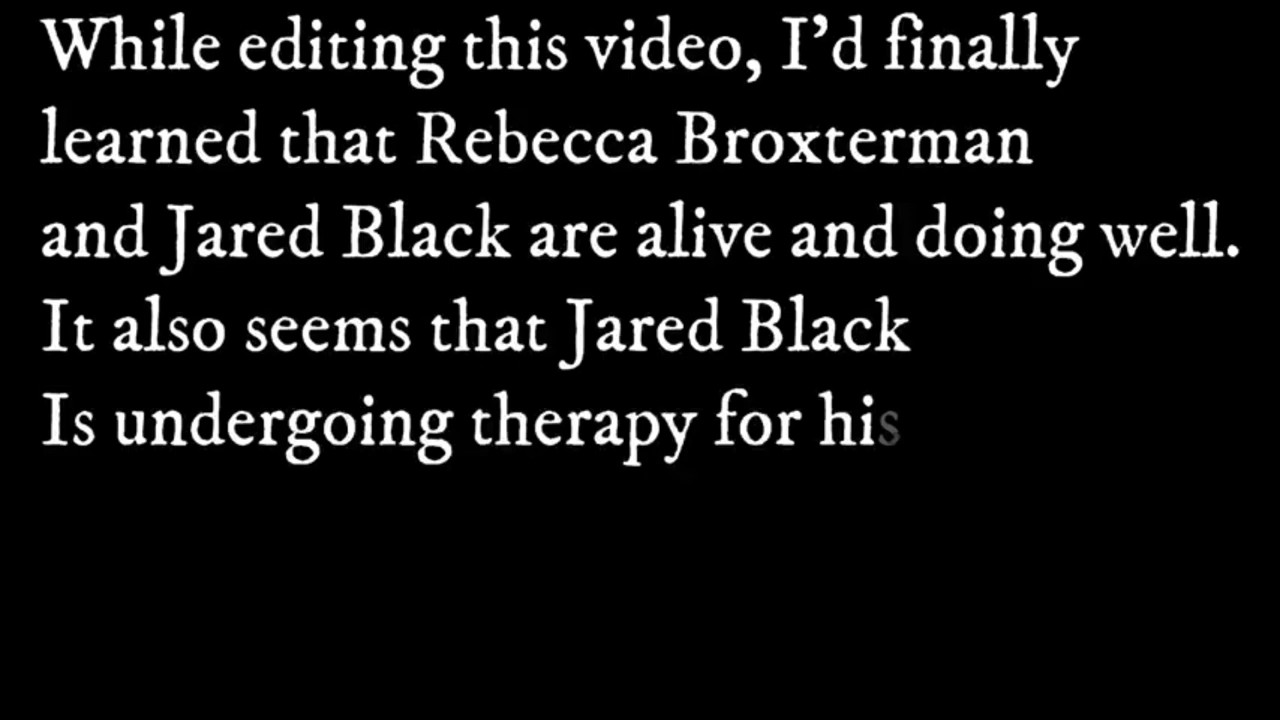 While editing this video, I’d finally
learned that Rebecca Broxterman
and Jared Black are alive and doing well.
It also seems that Jared Black
Is undergoing therapy for his